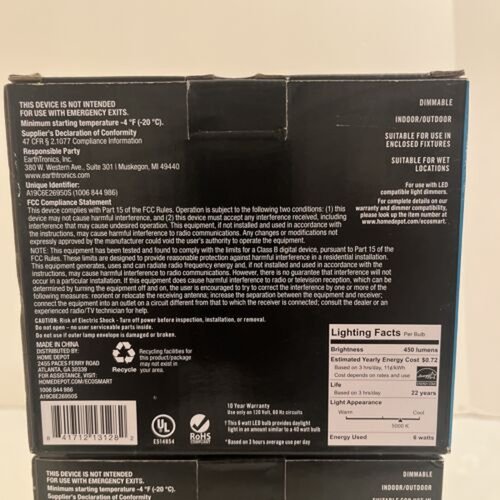 THIS DEVICE IS NOT INTENDED
FOR USE WITH EMERGENCY EXITS.
Minimum starting temperature -4 °F (-20 °C).
Supplier's Declaration of Conformity
47 CFR § 2.1077 Compliance Information
Responsible Party
EarthTronics, Inc.
380 W. Western Ave., Suite 301 | Muskegon, MI 49440
www.earthtronics.com
Unique Identifier:
A19C6E26950S (1006 844 986)
FCC Compliance Statement
This device complies with Part 15 of the FCC Rules. Operation is subject to the following two conditions: (1) this
device may not cause harmful interference, and (2) this device must accept any interference received, including
interference that may cause undesired operation. This equipment, if not installed and used in accordance with
the instructions, may cause harmful interference to radio communications. Any changes or modifications not
expressly approved by the manufacturer could void the user's authority to operate the equipment.
NOTE: This equipment has been tested and found to comply with the limits for a Class B digital device, pursuant to Part 15 of
the FCC Rules. These limits are designed to provide reasonable protection against harmful interference in a residential installation.
This equipment generates, uses and can radiate radio frequency energy and, if not installed and used in accordance with the
instructions, may cause harmful interference to radio communications. However, there is no guarantee that interference will not
occur in a particular installation. If this equipment does cause harmful interference to radio or television reception, which can be
determined by turning the equipment off and on, the user is encouraged to try to correct the interference by one or more of the
following measures: reorient or relocate the receiving antenna; increase the separation between the equipment and receiver;
connect the equipment into an outlet on a circuit different from that to which the receiver is connected; consult the dealer or an
experienced radio/TV technician for help.
CAUTION: Risk of Electric Shock - Turn off power before inspection, installation, or removal.
Do not open – no user serviceable parts inside.
Do not use if outer lamp envelope is damaged or broken.
MADE IN CHINA
DISTRIBUTED BY:
HOME DEPOT
2455 PACES FERRY ROAD
ATLANTA, GA 30339
FOR ASSISTANCE, VISIT:
HOMEDEPOT.COM/ECOSMART
1006 844 986
A19C6E26950S
Recycle
Recycling facilities for
this product/package
may not exist in
your area.
8 41712 13128 2
UL
E514854
RoHS
COMPLIANT
10 Year Warranty
Use only on 120 Volt, 60 Hz circuits
† This 6 watt LED bulb provides daylight
light in an amount similar to a 40 watt bulb
*Based on 3 hours average use per day
DIMMABLE
INDOOR/OUTDOOR
SUITABLE FOR USE IN
ENCLOSED FIXTURES
SUITABLE FOR WET
LOCATIONS
For use with LED
compatible light dimmers.
For complete details on our
warranty and dimmer compatibility,
please look up the item number at
www.homedepot.com/ecosmart.
Lighting Facts Per Bulb
Brightness 450 lumens
Estimated Yearly Energy Cost $0.72
Based on 3 hrs/day, 11¢/kWh
Cost depends on rates and use
Life
Based on 3 hrs/day 22 years
Light Appearance
Warm Cool
5000 K
Energy Used 6 watts
THIS DEVICE IS NOT INTENDED
FOR USE WITH EMERGENCY EXITS.
Minimum starting temperature -4 °F (-20 °C).
Supplier's Declaration of Conformity
DIMMABLE
INDOOR/OUTDOOR